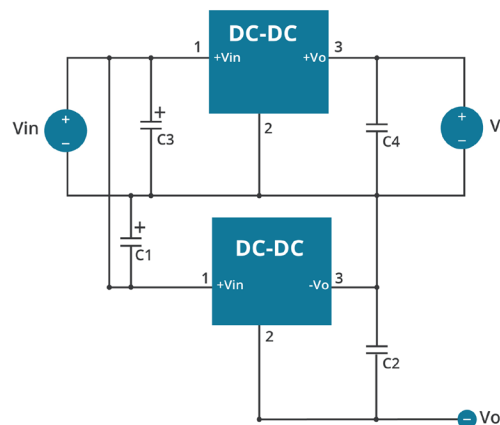 DC-DC
1 +Vin +Vo 3
Vin + − + C3 2 C4 + − V
+ C1
DC-DC
1 +Vin -Vo 3
2
C2
− Vo